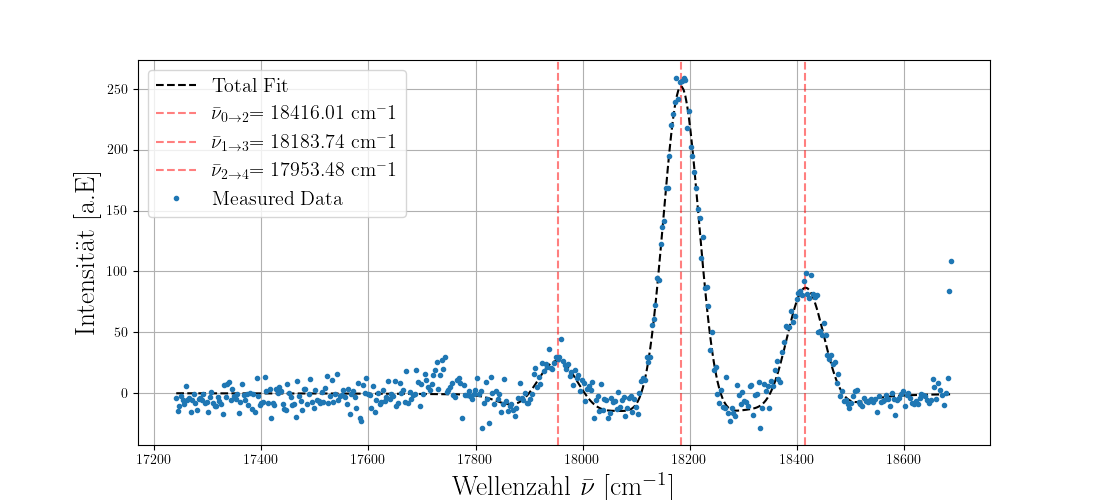 Total Fit
ν̄₀→₂= 18416.01 cm⁻1
ν̄₁→₃= 18183.74 cm⁻1
ν̄₂→₄= 17953.48 cm⁻1
Measured Data
250
200
150
100
50
0
Intensität [a.E]
17200 17400 17600 17800 18000 18200 18400 18600
Wellenzahl ν̄ [cm⁻¹]